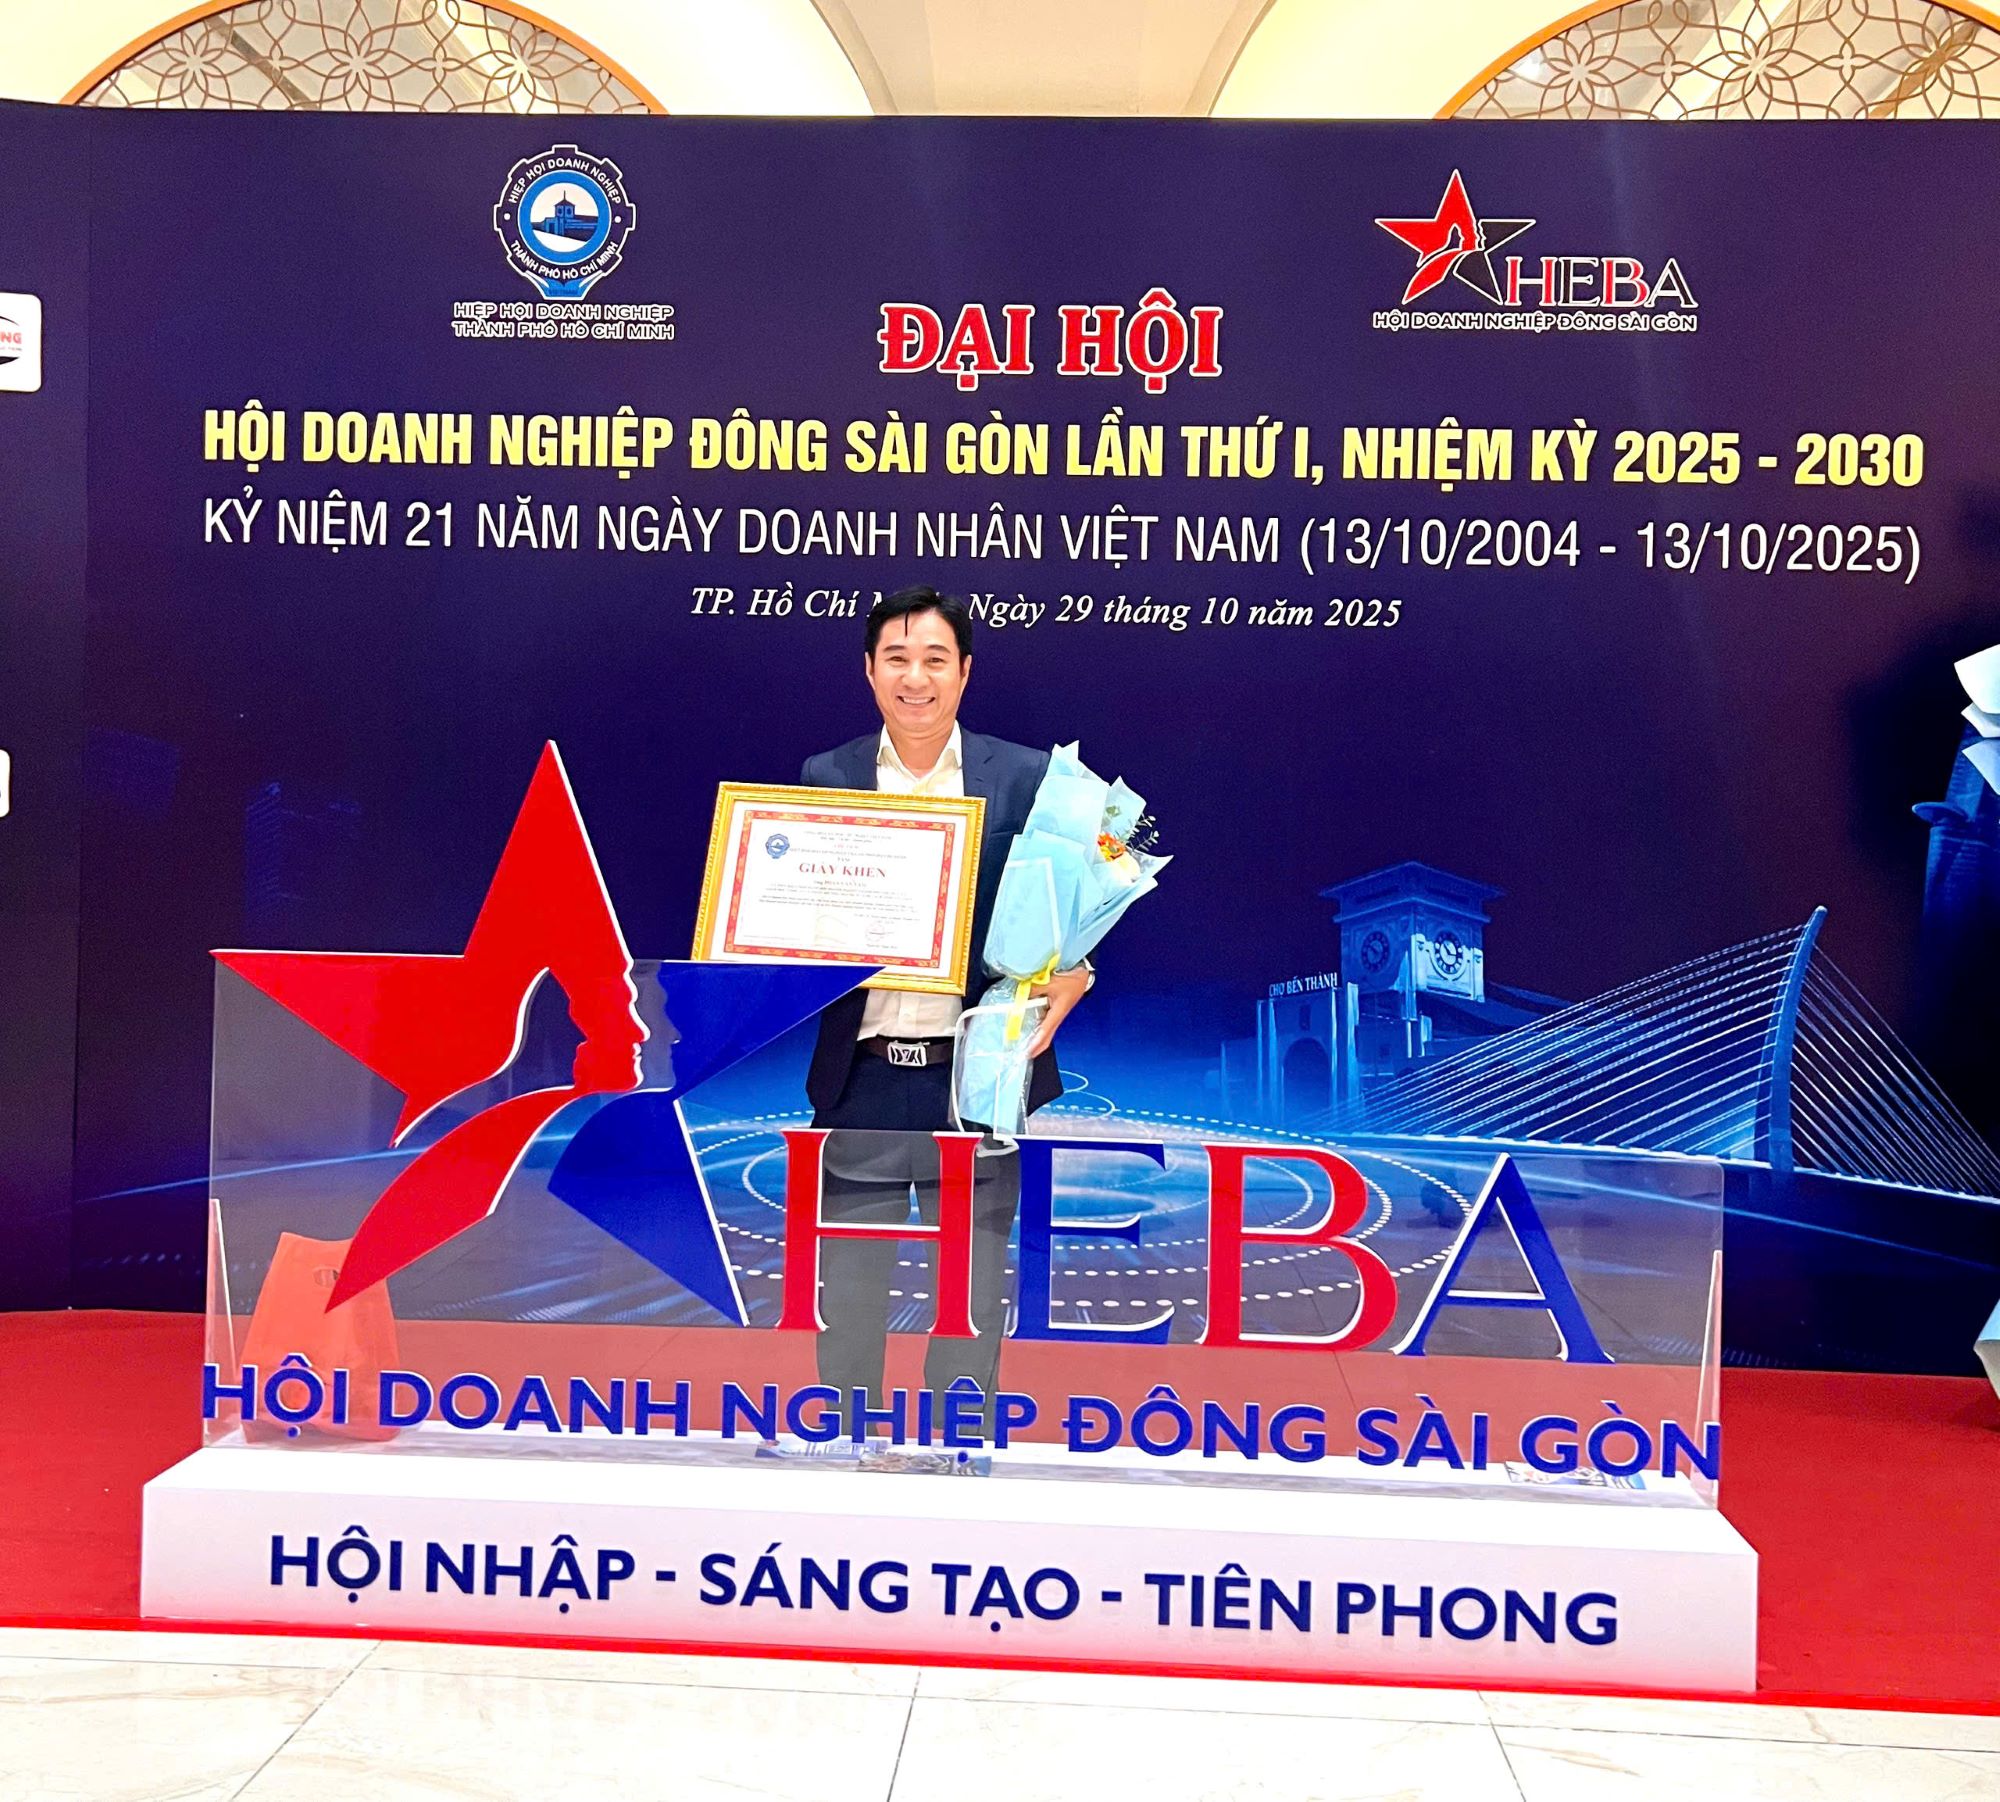 HIỆP HỘI DOANH NGHIỆP
THÀNH PHỐ HỒ CHÍ MINH
HIỆP HỘI DOANH NGHIỆP
THÀNH PHỐ HỒ CHÍ MINH
HEBA
HỘI DOANH NGHIỆP ĐÔNG SÀI GÒN
ĐẠI HỘI
HỘI DOANH NGHIỆP ĐÔNG SÀI GÒN LẦN THỨ I, NHIỆM KỲ 2025 - 2030
KỶ NIỆM 21 NĂM NGÀY DOANH NHÂN VIỆT NAM (13/10/2004 - 13/10/2025)
TP. Hồ Chí Ngày 29 tháng 10 năm 2025
GIẤY KHEN
CHỢ BẾN THÀNH
HEBA
HỘI DOANH NGHIỆP ĐÔNG SÀI GÒN
HỘI NHẬP - SÁNG TẠO - TIÊN PHONG